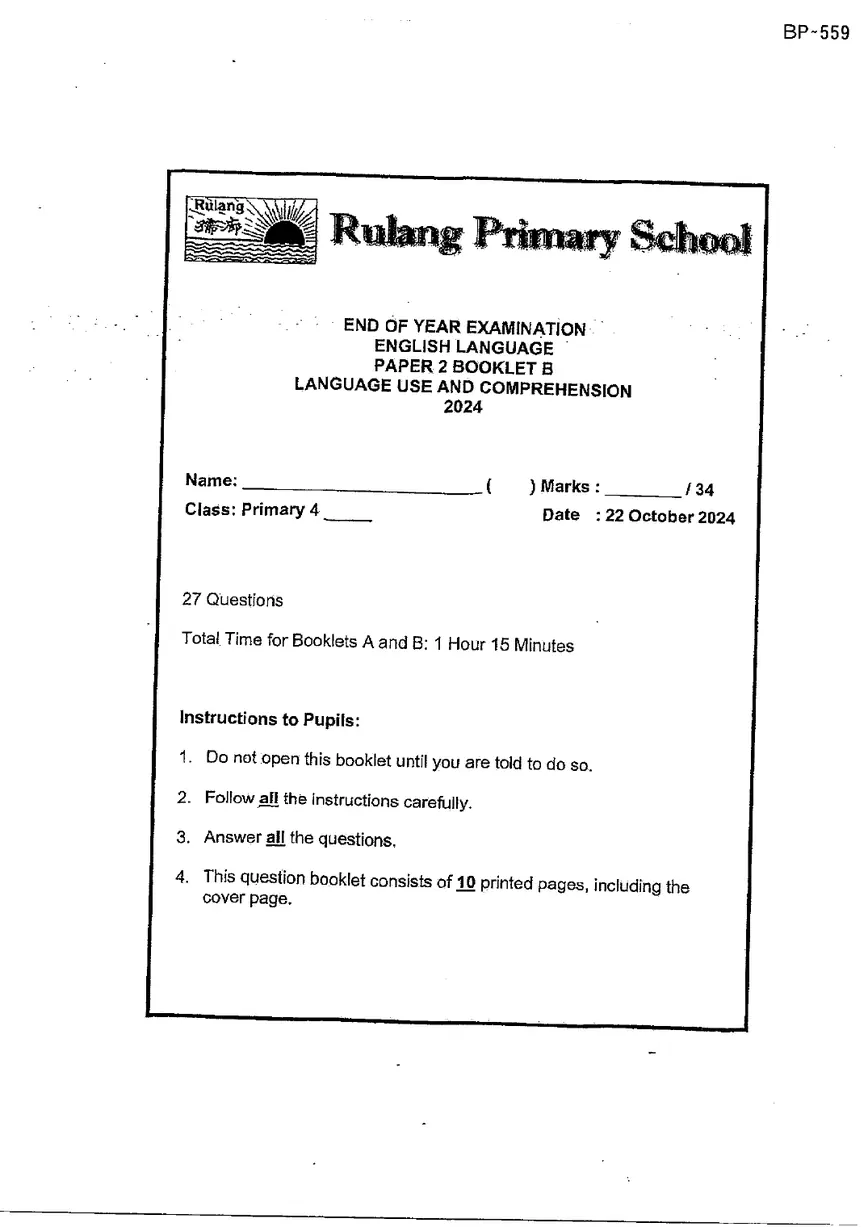 BP-559
Rulang
Rulang Primary School
END OF YEAR EXAMINATION
ENGLISH LANGUAGE
PAPER 2 BOOKLET B
LANGUAGE USE AND COMPREHENSION
2024
Name: ____________________ ( ) Marks : _______ / 34
Class: Primary 4 ____ Date : 22 October 2024
27 Questions
Total Time for Booklets A and B: 1 Hour 15 Minutes
Instructions to Pupils:
1. Do not open this booklet until you are told to do so.
2. Follow all the instructions carefully.
3. Answer all the questions.
4. This question booklet consists of 10 printed pages, including the
cover page.